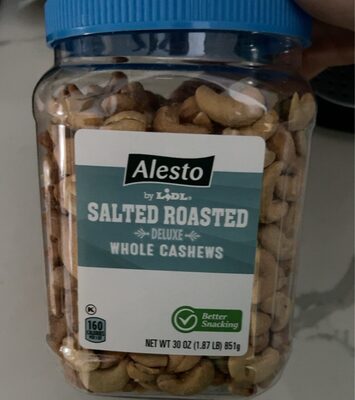 Alesto
by LIDL®
SALTED ROASTED
DELUXE
WHOLE CASHEWS
K
160
Better
Snacking
NET WT 30 OZ (1.87 LB) 851g